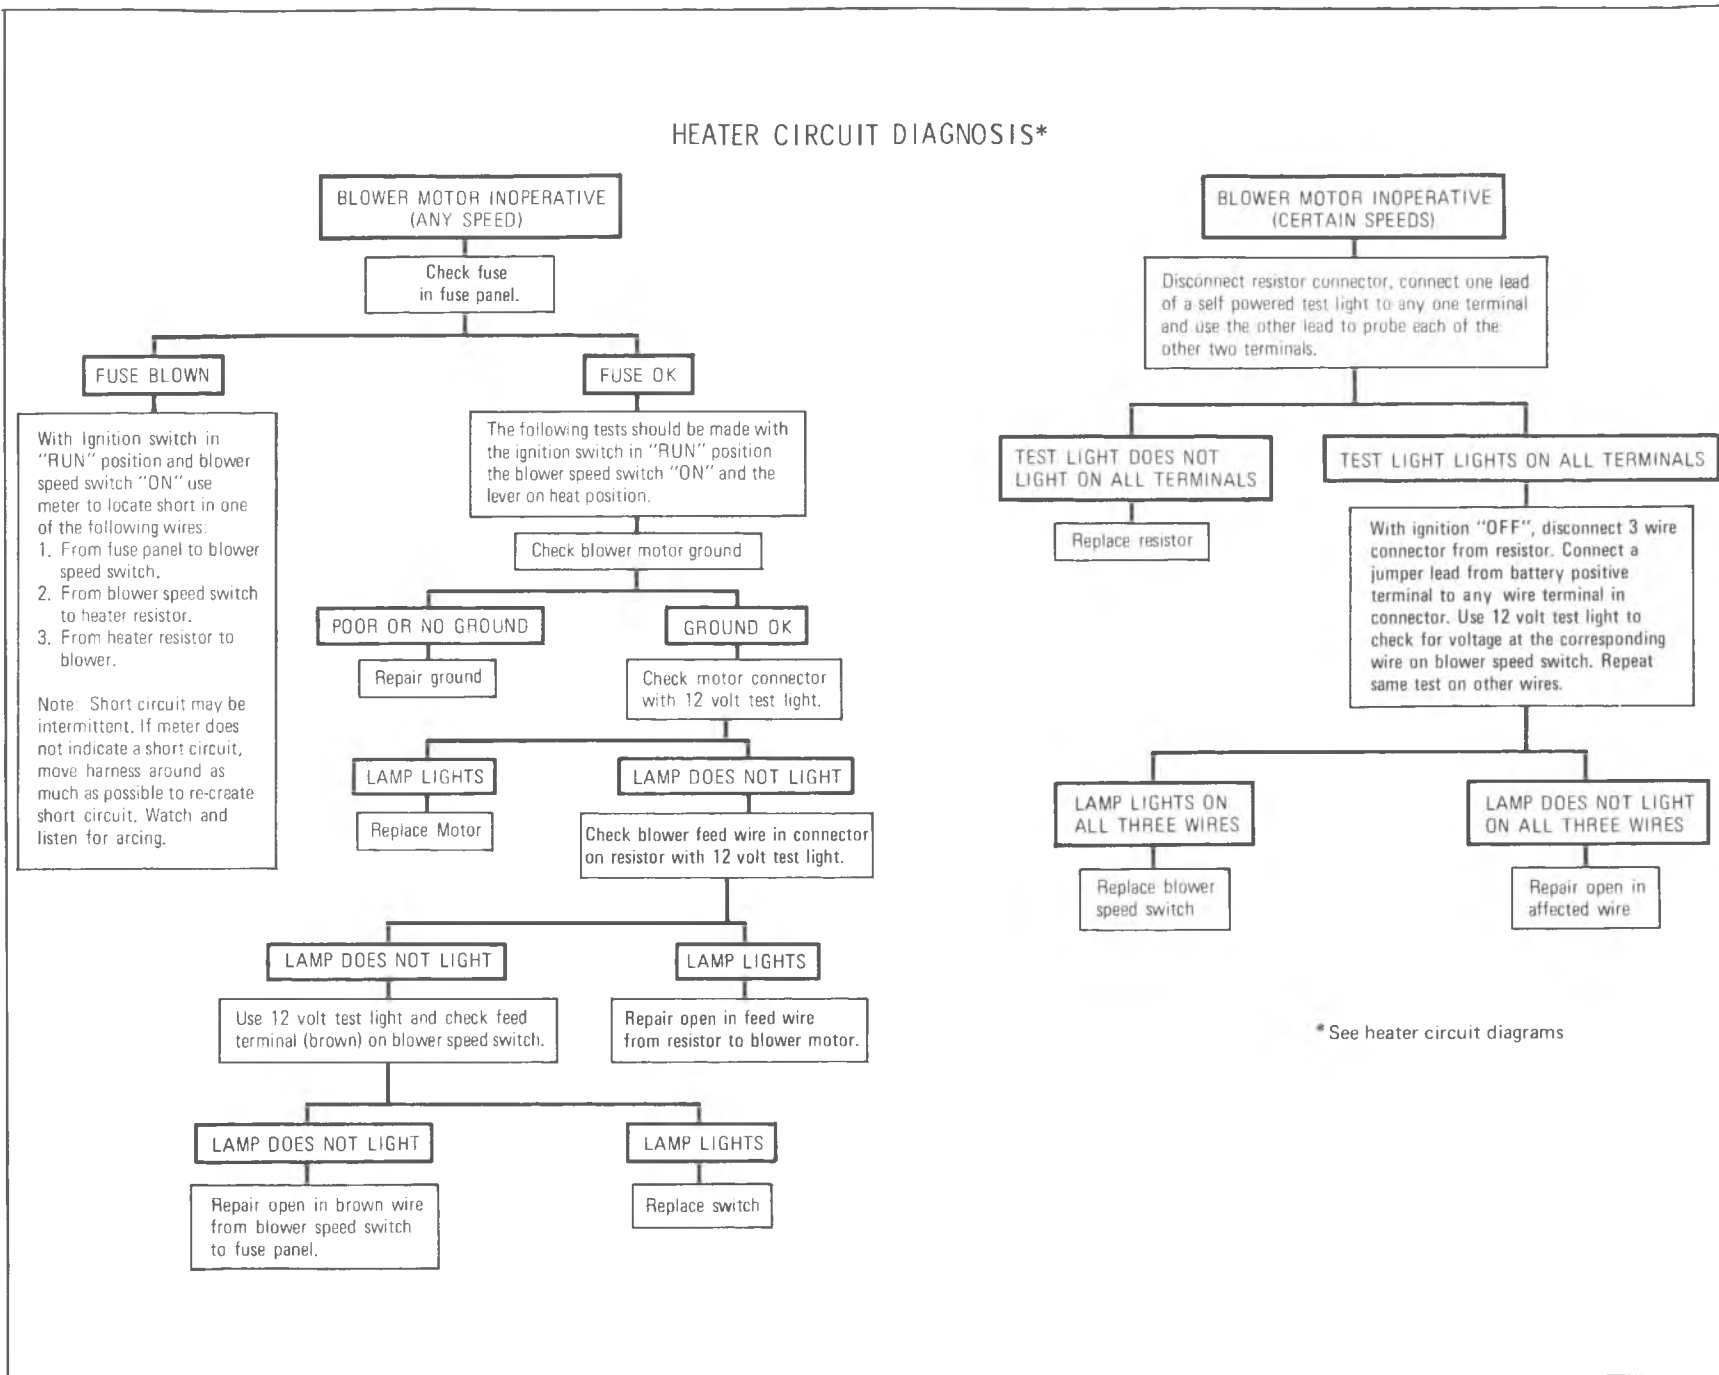 HEATER CIRCUIT DIAGNOSIS*
BLOWER MOTOR INOPERATIVE
(ANY SPEED)
Check fuse
in fuse panel.
FUSE BLOWN
With Ignition switch in
"RUN" position and blower
speed switch "ON" use
meter to locate short in one
of the following wires:
1. From fuse panel to blower
speed switch.
2. From blower speed switch
to heater resistor.
3. From heater resistor to
blower.
Note: Short circuit may be
intermittent. If meter does
not indicate a short circuit,
move harness around as
much as possible to re-create
short circuit. Watch and
listen for arcing.
FUSE OK
The following tests should be made with
the ignition switch in "RUN" position
the blower speed switch "ON" and the
lever on heat position.
Check blower motor ground
POOR OR NO GROUND
Repair ground
GROUND OK
Check motor connector
with 12 volt test light.
LAMP LIGHTS
Replace Motor
LAMP DOES NOT LIGHT
Check blower feed wire in connector
on resistor with 12 volt test light.
LAMP DOES NOT LIGHT
Use 12 volt test light and check feed
terminal (brown) on blower speed switch.
LAMP LIGHTS
Repair open in feed wire
from resistor to blower motor.
LAMP DOES NOT LIGHT
Repair open in brown wire
from blower speed switch
to fuse panel.
LAMP LIGHTS
Replace switch
BLOWER MOTOR INOPERATIVE
(CERTAIN SPEEDS)
Disconnect resistor connector, connect one lead
of a self powered test light to any one terminal
and use the other lead to probe each of the
other two terminals.
TEST LIGHT DOES NOT
LIGHT ON ALL TERMINALS
Replace resistor
TEST LIGHT LIGHTS ON ALL TERMINALS
With ignition "OFF", disconnect 3 wire
connector from resistor. Connect a
jumper lead from battery positive
terminal to any wire terminal in
connector. Use 12 volt test light to
check for voltage at the corresponding
wire on blower speed switch. Repeat
same test on other wires.
LAMP LIGHTS ON
ALL THREE WIRES
Replace blower
speed switch
LAMP DOES NOT LIGHT
ON ALL THREE WIRES
Repair open in
affected wire
* See heater circuit diagrams